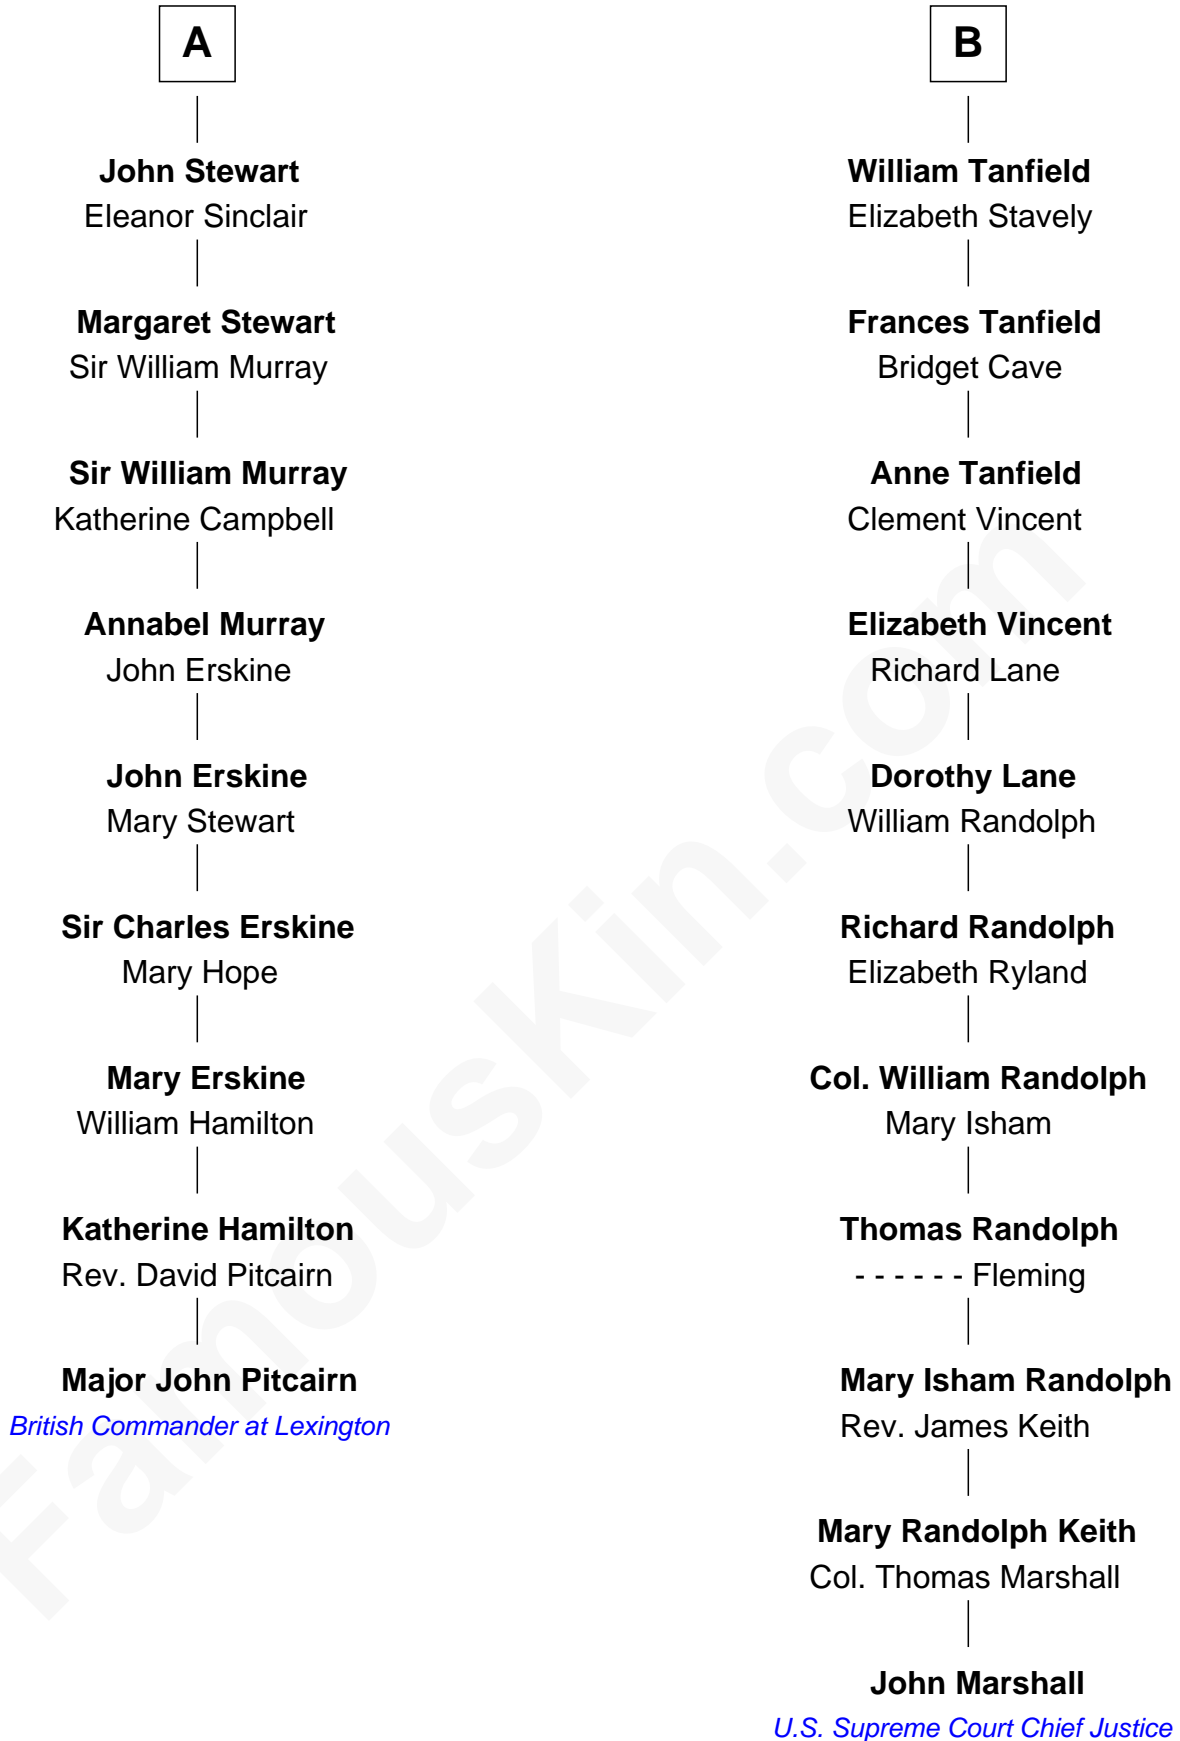 A
John Stewart
Eleanor Sinclair
Margaret Stewart
Sir William Murray
Sir William Murray
Katherine Campbell
Annabel Murray
John Erskine
John Erskine
Mary Stewart
Sir Charles Erskine
Mary Hope
Mary Erskine
William Hamilton
Katherine Hamilton
Rev. David Pitcairn
Major John Pitcairn
British Commander at Lexington
B
William Tanfield
Elizabeth Stavely
Frances Tanfield
Bridget Cave
Anne Tanfield
Clement Vincent
Elizabeth Vincent
Richard Lane
Dorothy Lane
William Randolph
Richard Randolph
Elizabeth Ryland
Col. William Randolph
Mary Isham
Thomas Randolph
- - - - - - Fleming
Mary Isham Randolph
Rev. James Keith
Mary Randolph Keith
Col. Thomas Marshall
John Marshall
U.S. Supreme Court Chief Justice
FamousKin.com